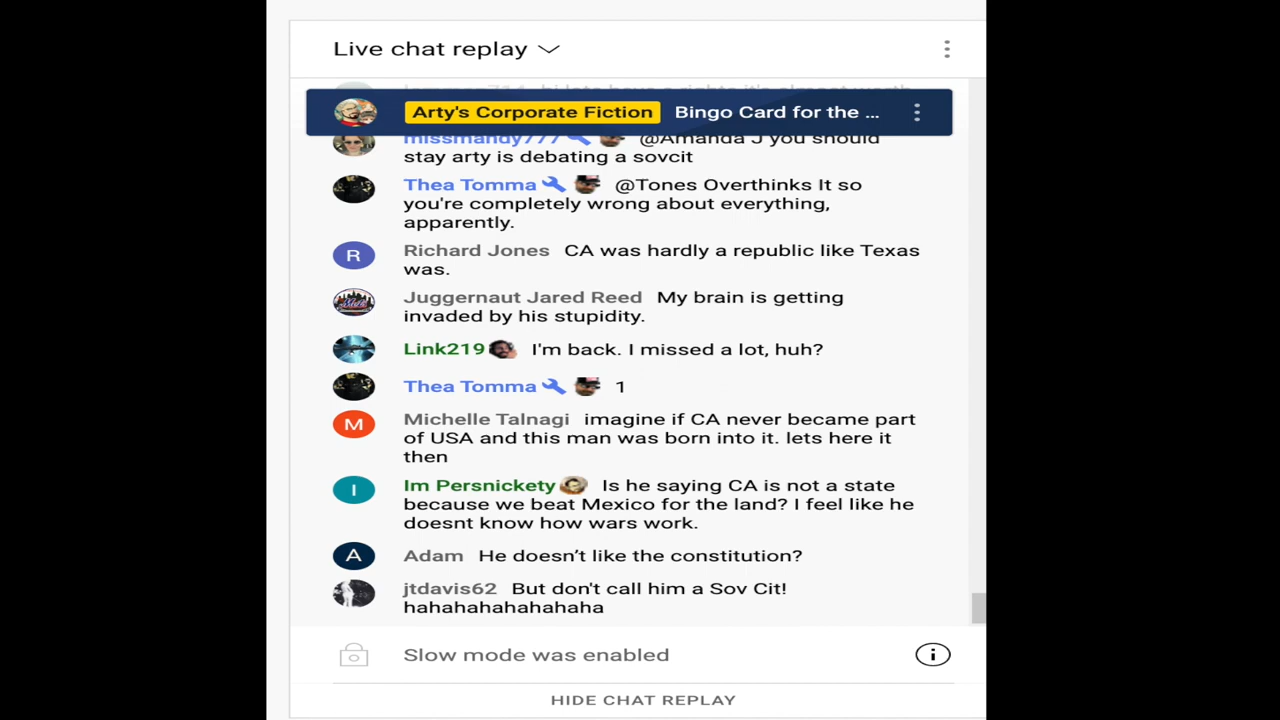 Live chat replay
Arty's Corporate Fiction Bingo Card for the ...
missmandy777 @Amanda J you should
stay arty is debating a sovcit
Thea Tomma @Tones Overthinks It so
you're completely wrong about everything,
apparently.
R Richard Jones CA was hardly a republic like Texas
was.
Juggernaut Jared Reed My brain is getting
invaded by his stupidity.
Link219 I'm back. I missed a lot, huh?
Thea Tomma 1
M Michelle Talnagi imagine if CA never became part
of USA and this man was born into it. lets here it
then
I Im Persnickety Is he saying CA is not a state
because we beat Mexico for the land? I feel like he
doesnt know how wars work.
A Adam He doesn’t like the constitution?
jtdavis62 But don't call him a Sov Cit!
hahahahahahahaha
Slow mode was enabled
HIDE CHAT REPLAY